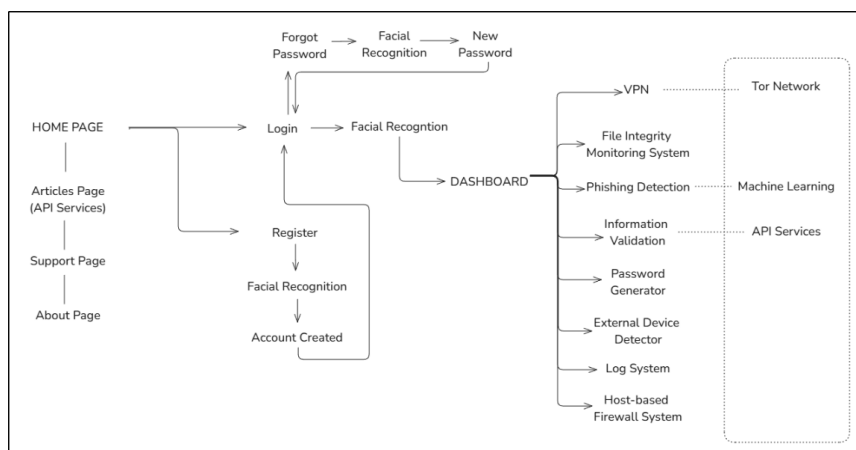 Forgot
Password
Facial
Recognition
New
Password
HOME PAGE
Login
Facial Recogntion
Articles Page
(API Services)
Support Page
About Page
Register
Facial Recognition
Account Created
DASHBOARD
VPN
Tor Network
File Integrity
Monitoring System
Phishing Detection
Machine Learning
Information
Validation
API Services
Password
Generator
External Device
Detector
Log System
Host-based
Firewall System